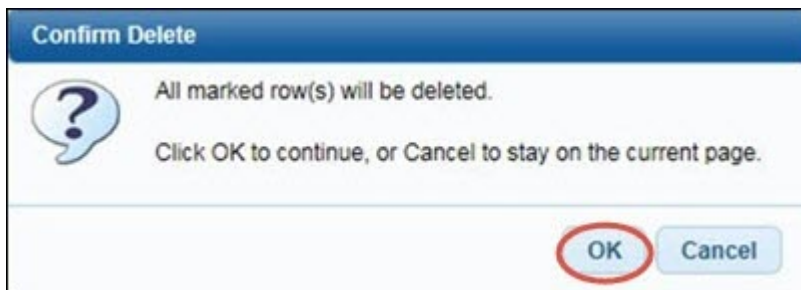 Confirm Delete
All marked row(s) will be deleted.
Click OK to continue, or Cancel to stay on the current page.
OK Cancel